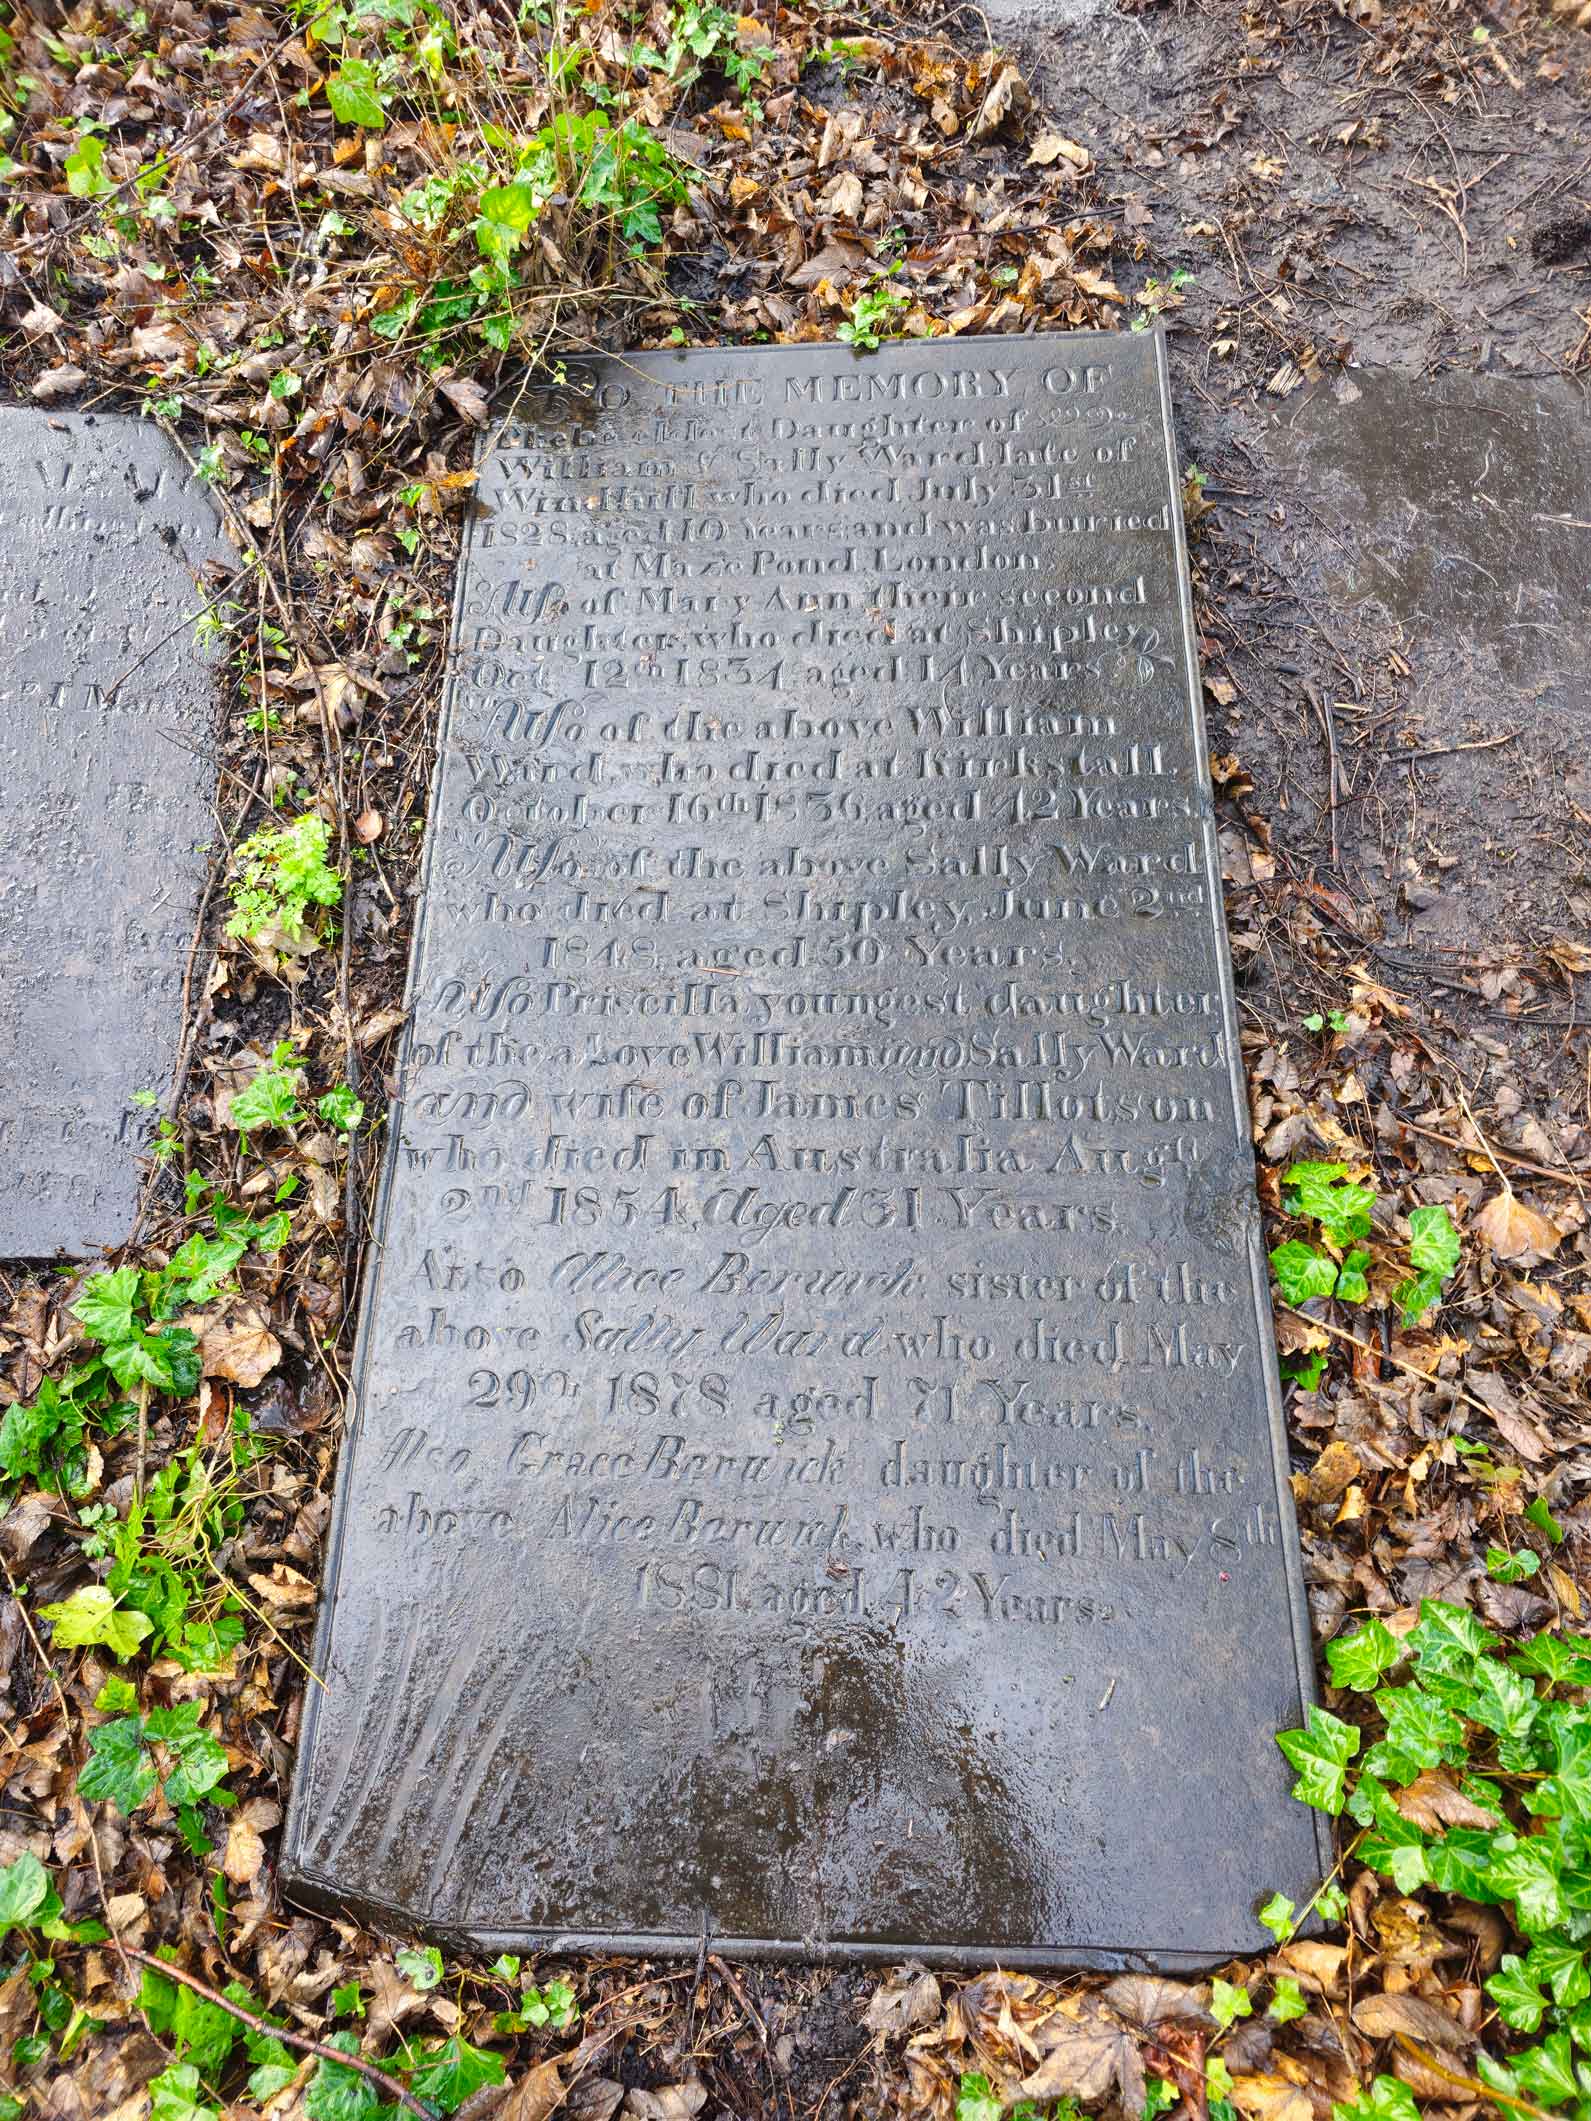 TO THE MEMORY OF
Phebe eldest Daughter of
William & Sally Ward, late of
Windhill, who died July 31st
1828, aged 10 Years and was buried
at Maze Pond London
Also of Mary Ann there second
Daughter, who died at Shipley
Oct 12th 1834 aged 14 Years
Also of the above William
Ward, who died at Kirkstall,
October 16th 1836 aged 42 Years.
Also of the above Sally Ward
who died at Shipley, June 2nd
1848, aged 50 Years.
Also Priscilla youngest daughter
of the above William and Sally Ward
and wife of James Tillotson
who died in Australia Augst
2nd 1854, Aged 31 Years.
Also Alice Berwick sister of the
above Sally Ward who died May
29th 1878 aged 71 Years.
Also Grace Berwick daughter of the
above Alice Berwick, who died May 8th
1881, aged 42 Years.